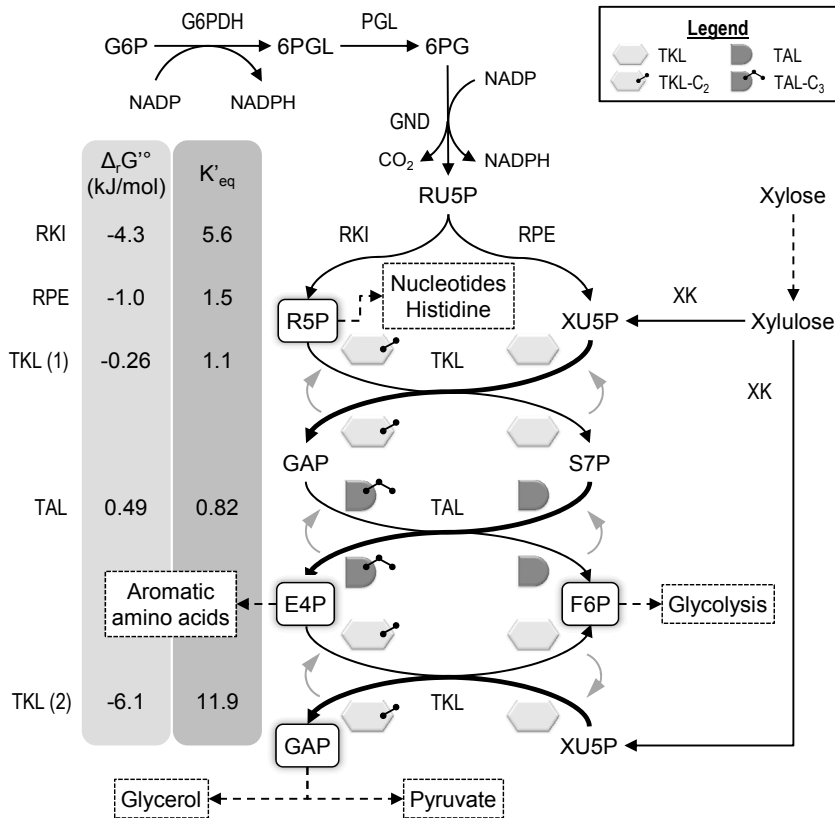 G6P
G6PDH
6PGL
PGL
6PG
NADP
NADPH
Legend
TKL
TAL
TKL-C2
TAL-C3
NADP
GND
CO2
NADPH
RU5P
ΔrG'°
(kJ/mol)
K'eq
RKI
-4.3
5.6
RKI
RPE
Xylose
RPE
-1.0
1.5
R5P
Nucleotides
Histidine
XU5P
XK
Xylulose
TKL (1)
-0.26
1.1
TKL
XK
GAP
S7P
TAL
0.49
0.82
TAL
Aromatic
amino acids
E4P
F6P
Glycolysis
TKL (2)
-6.1
11.9
TKL
GAP
XU5P
Glycerol
Pyruvate